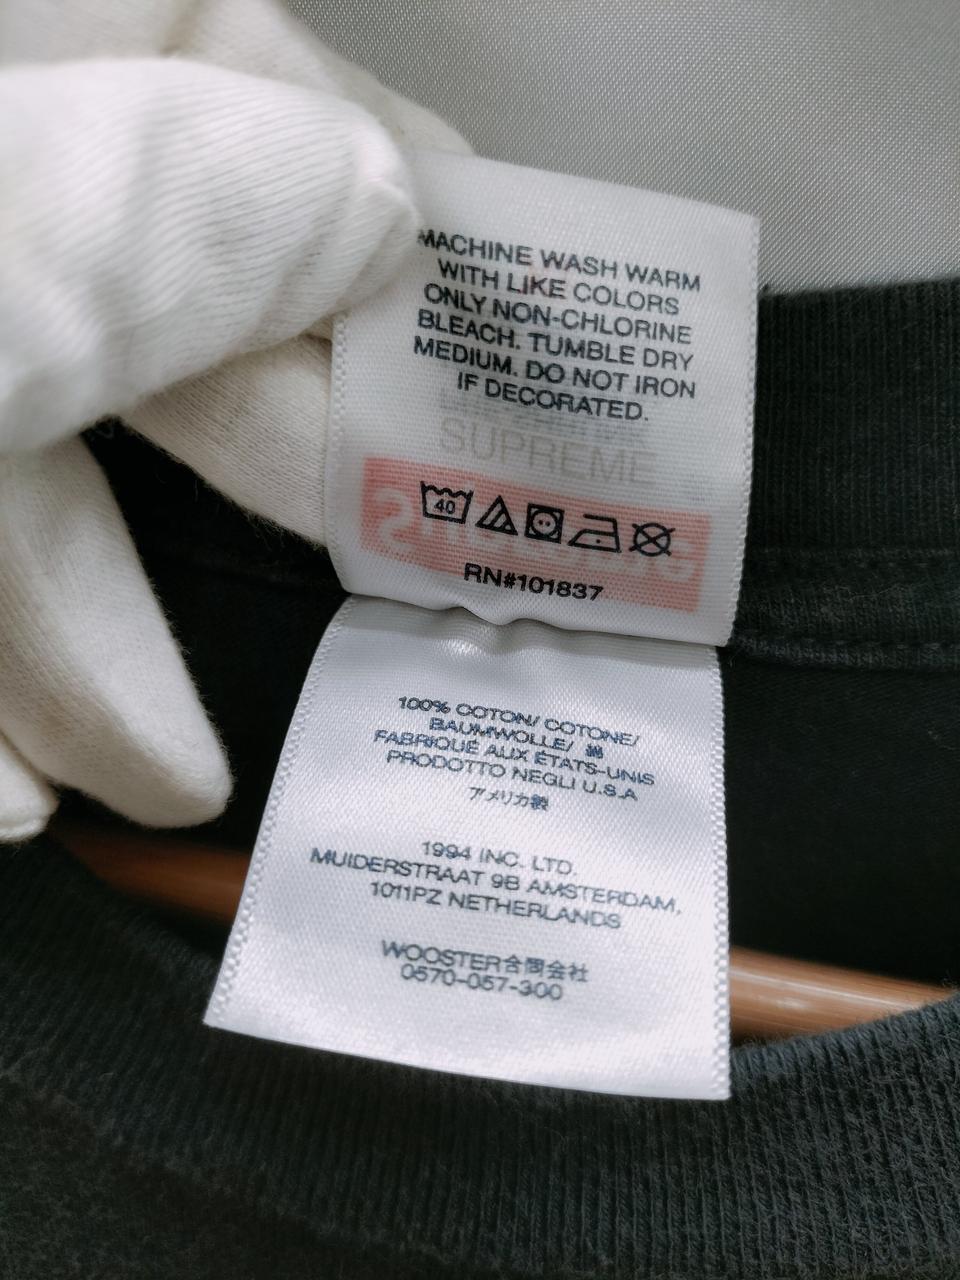 MACHINE WASH WARM
WITH LIKE COLORS
ONLY NON-CHLORINE
BLEACH. TUMBLE DRY
MEDIUM. DO NOT IRON
IF DECORATED.
SUPREME
40
RN#101837
100% COTON/ COTONE/
BAUMWOLLE/ 綿
FABRIQUÉ AUX ÉTATS-UNIS
PRODOTTO NEGLI U.S.A
アメリカ製
1994 INC. LTD.
MUIDERSTRAAT 9B AMSTERDAM,
1011PZ NETHERLANDS
WOOSTER合同会社
0570-057-300